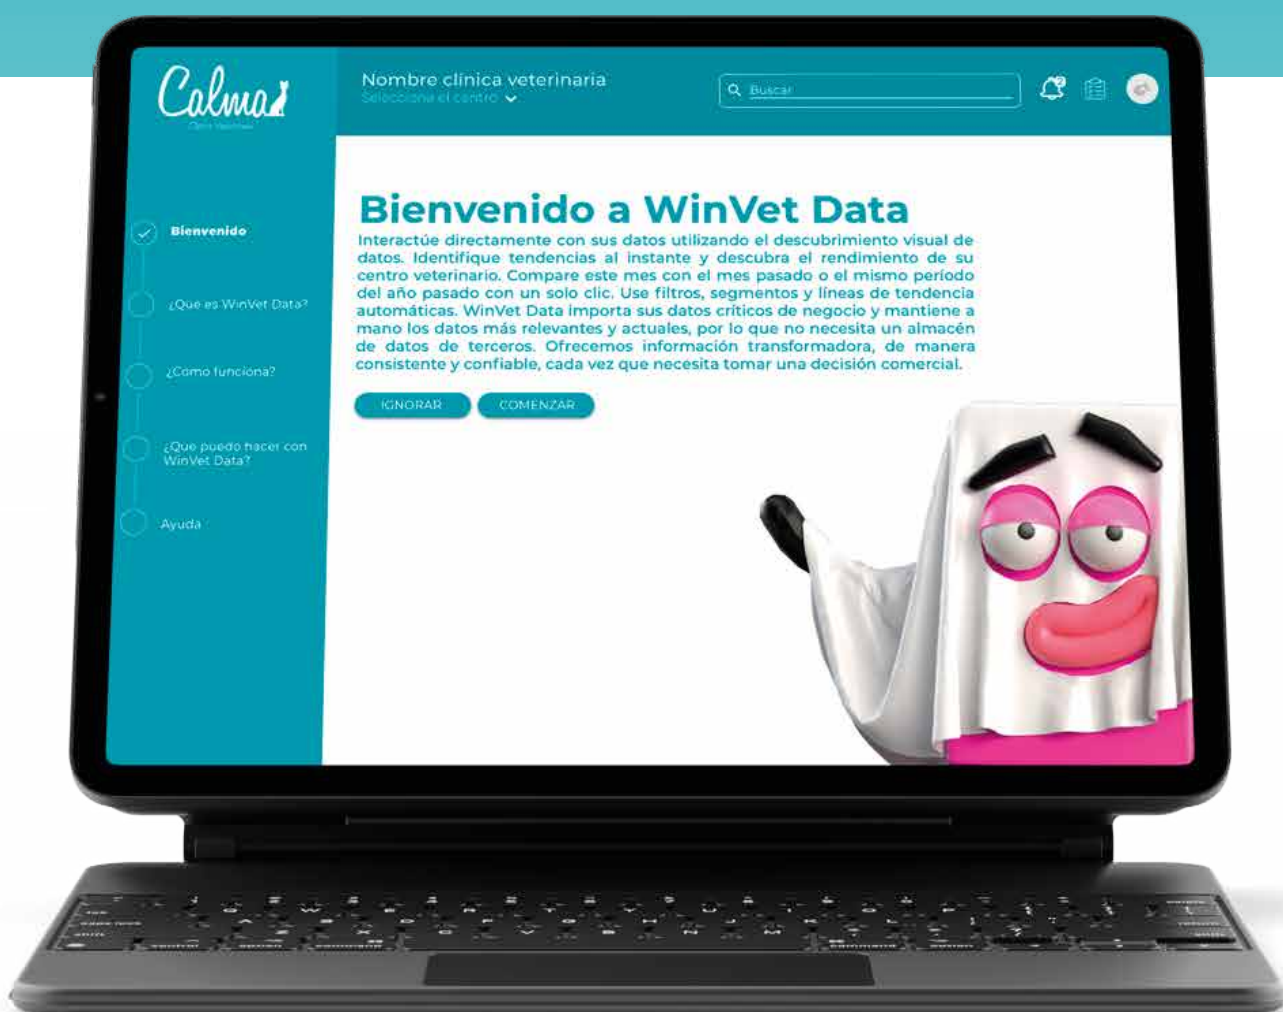 Calma
Nombre clínica veterinaria
Seleccione el centro
Buscar
2
Bienvenido
¿Que es WinVet Data?
¿Como funciona?
¿Que puedo hacer con
WinVet Data?
Ayuda
Bienvenido a WinVet Data
Interactúe directamente con sus datos utilizando el descubrimiento visual de
datos. Identifique tendencias al instante y descubra el rendimiento de su
centro veterinario. Compare este mes con el mes pasado o el mismo período
del año pasado con un solo clic. Use filtros, segmentos y líneas de tendencia
automáticas. WinVet Data importa sus datos críticos de negocio y mantiene a
mano los datos más relevantes y actuales, por lo que no necesita un almacén
de datos de terceros. Ofrecemos información transformadora, de manera
consistente y confiable, cada vez que necesita tomar una decisión comercial.
IGNORAR COMENZAR